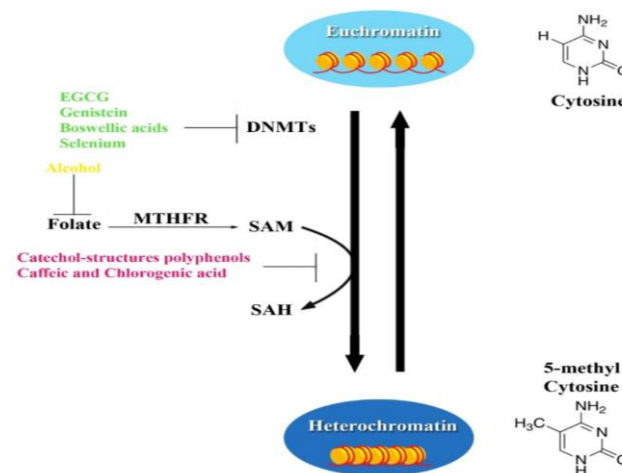 Euchromatin
NH₂
H
N
N
H
O
Cytosine
EGCG
Genistein
Boswellic acids
Selenium
DNMTs
Alcohol
Folate
MTHFR
SAM
Catechol-structures polyphenols
Caffeic and Chlorogenic acid
SAH
5-methyl
Cytosine
Heterochromatin
NH₂
H₃C
N
N
H
O